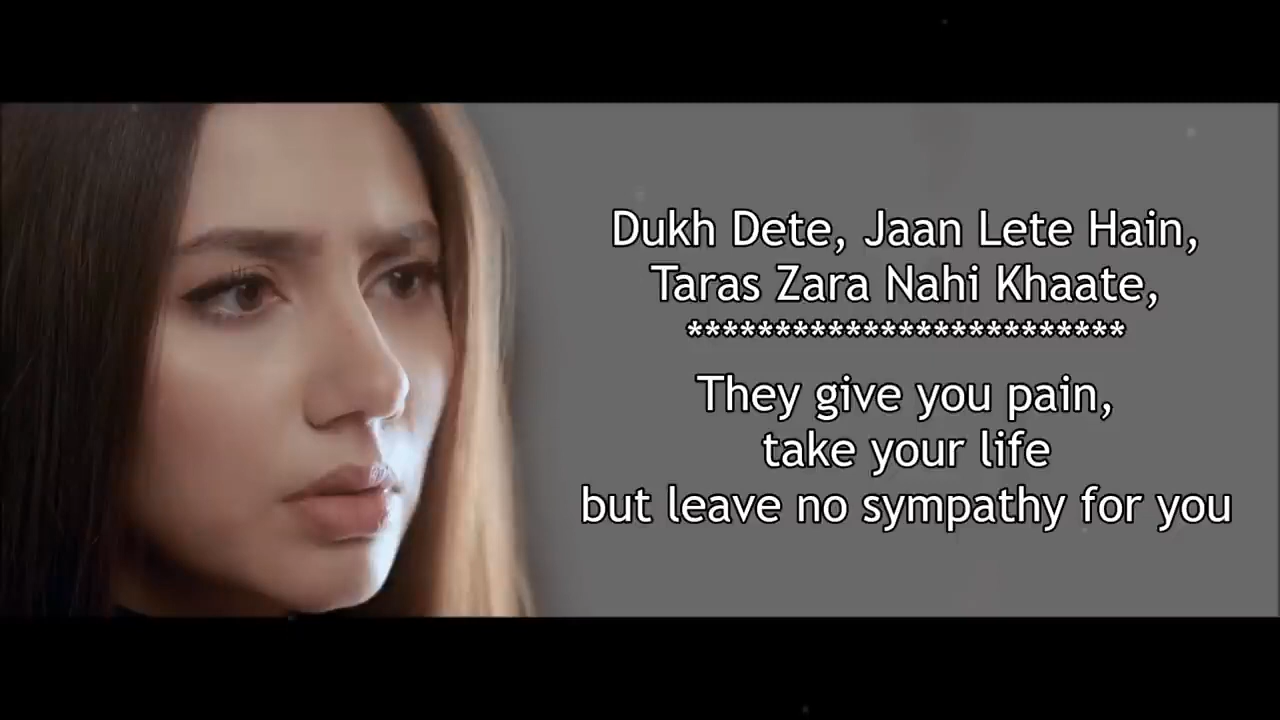 Dukh Dete, Jaan Lete Hain,
Taras Zara Nahi Khaate,
*************************
They give you pain,
take your life
but leave no sympathy for you